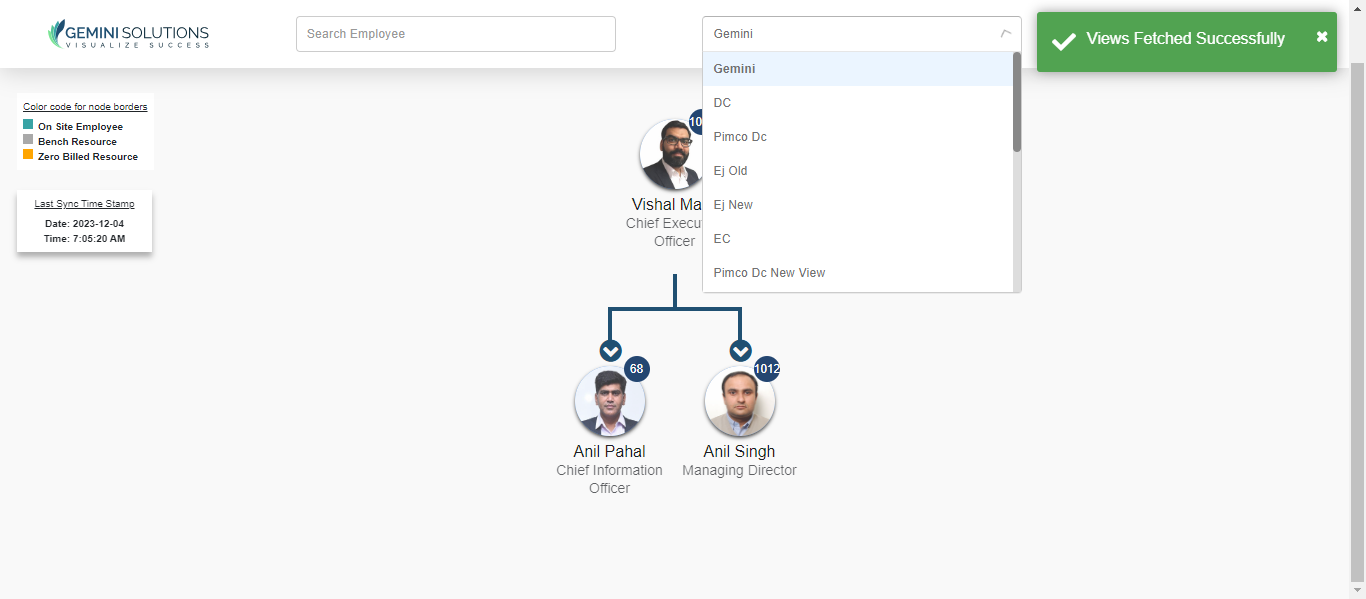 GEMINI SOLUTIONS
VISUALIZE SUCCESS
Search Employee
Gemini
Views Fetched Successfully
Gemini
DC
Pimco Dc
Ej Old
Ej New
EC
Pimco Dc New View
Color code for node borders
On Site Employee
Bench Resource
Zero Billed Resource
Last Sync Time Stamp
Date: 2023-12-04
Time: 7:05:20 AM
10
Vishal Ma
Chief Execu
Officer
68
Anil Pahal
Chief Information
Officer
1012
Anil Singh
Managing Director